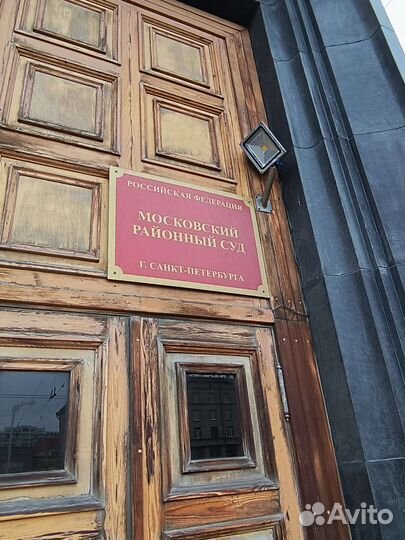 РОССИЙСКАЯ ФЕДЕРАЦИЯ
МОСКОВСКИЙ
РАЙОННЫЙ СУД
Г. САНКТ-ПЕТЕРБУРГА
Avito